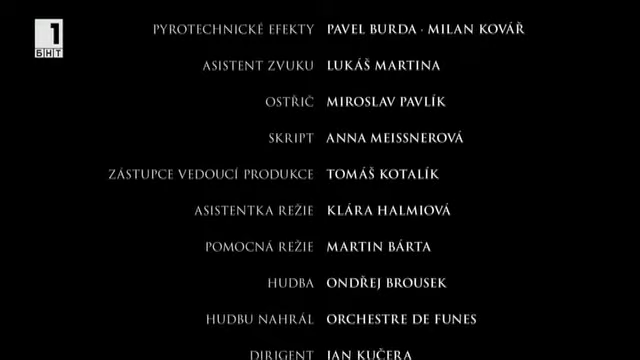 1
БНТ
PYROTECHNICKÉ EFEKTY PAVEL BURDA · MILAN KOVÁŘ
ASISTENT ZVUKU LUKÁŠ MARTINA
OSTŘIČ MIROSLAV PAVLÍK
SKRIPT ANNA MEISSNEROVÁ
ZÁSTUPCE VEDOUCÍ PRODUKCE TOMÁŠ KOTALÍK
ASISTENTKA REŽIE KLÁRA HALMIOVÁ
POMOCNÁ REŽIE MARTIN BÁRTA
HUDBA ONDŘEJ BROUSEK
HUDBU NAHRÁL ORCHESTRE DE FUNES
DIRIGENT JAN KUČERA